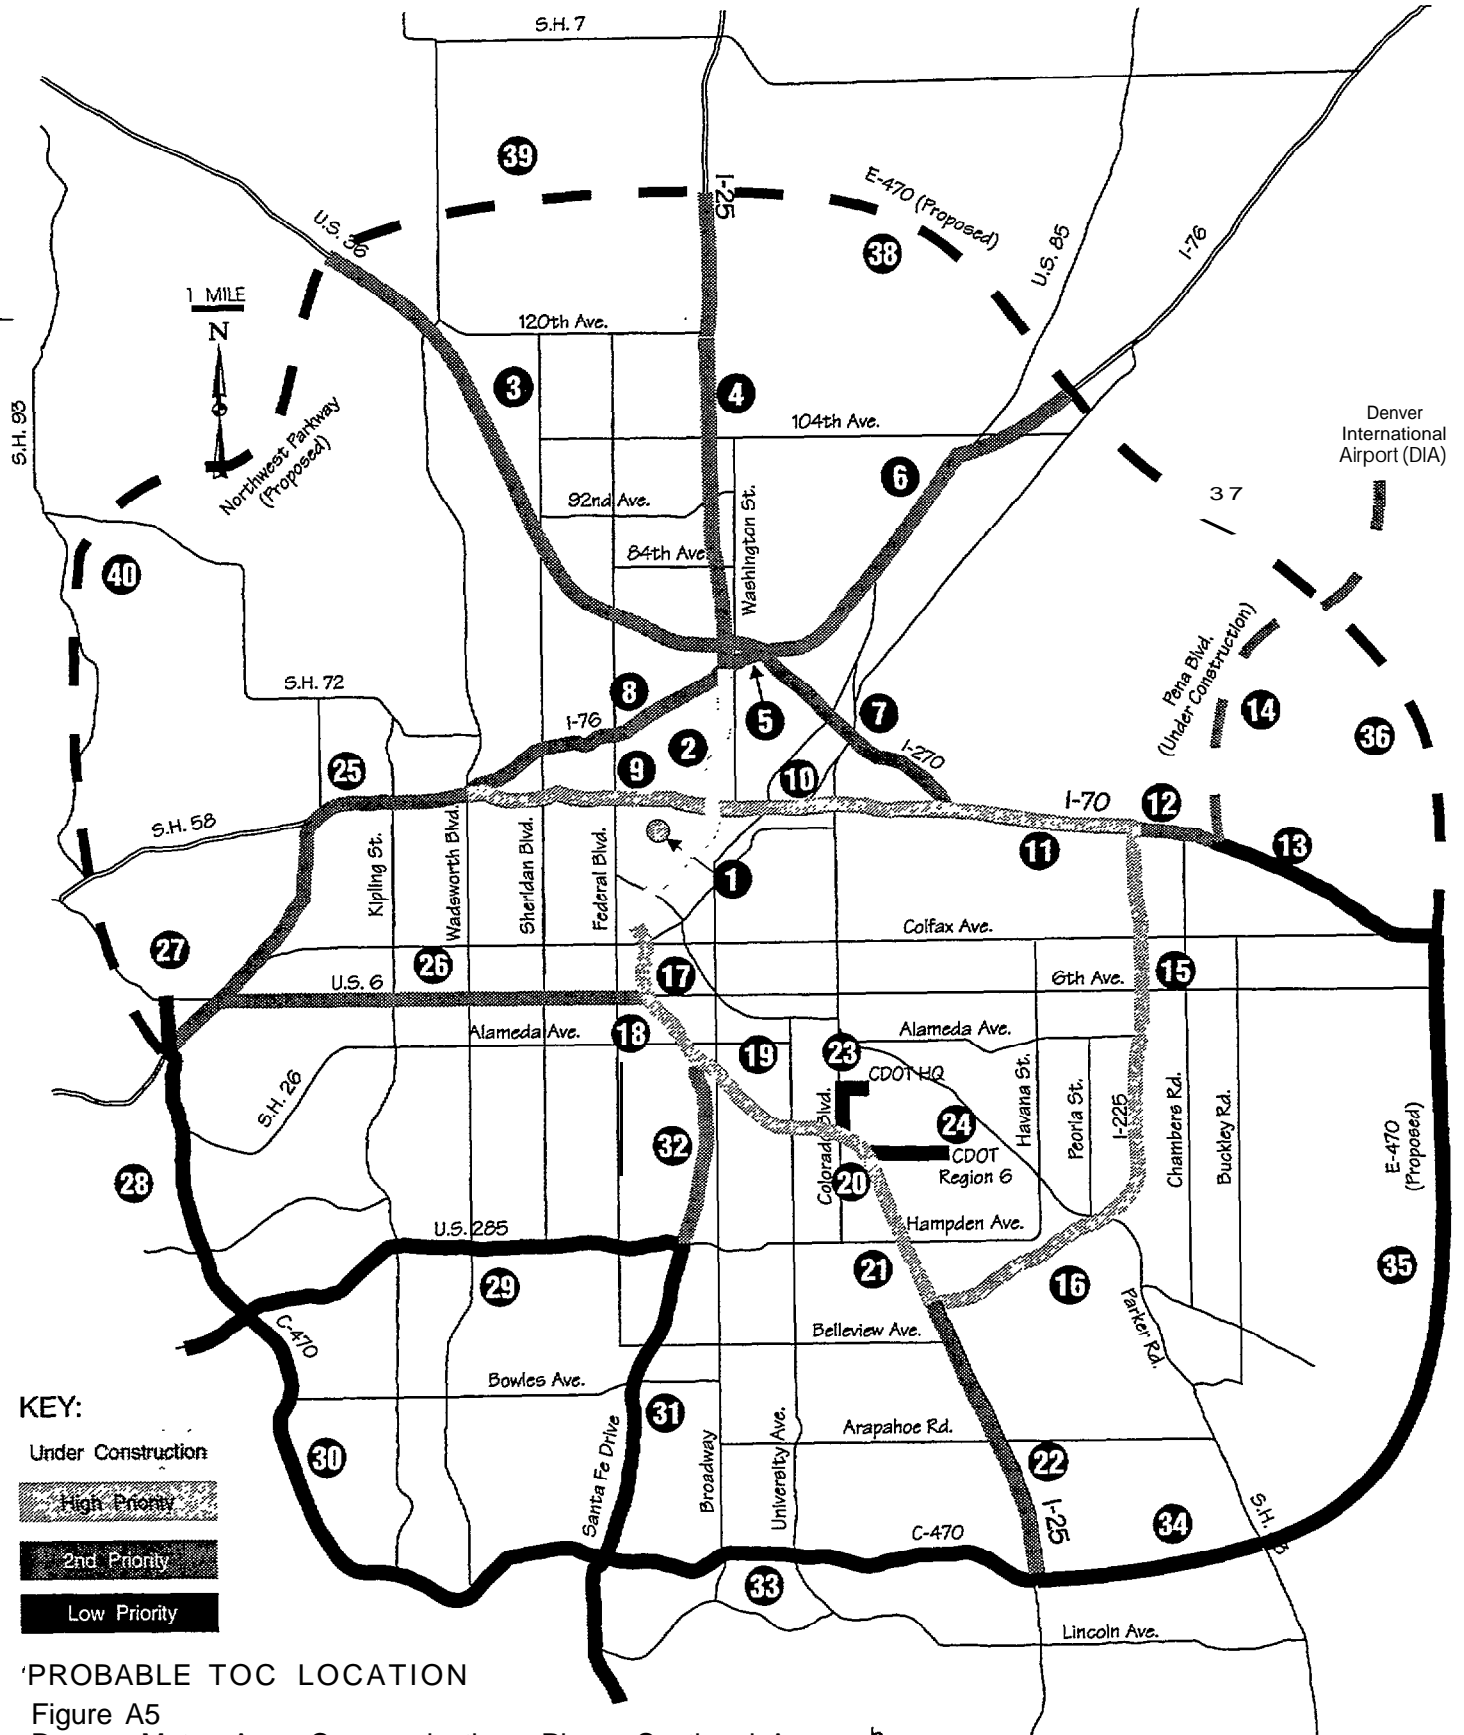 S.H. 7
39
I-25
E-470 (Proposed)
38
U.S. 36
U.S. 85
I-76
1 MILE
N
120th Ave.
3
4
104th Ave.
S.H. 93
Northwest Parkway
(Proposed)
Denver
International
Airport (DIA)
6
37
92nd Ave.
84th Ave
Washington St.
40
Pena Blvd.
(Under Construction)
S.H. 72
8
I-76
2
5
7
14
36
25
9
10
I-270
I-70
12
S.H. 58
13
11
1
Kipling St.
Wadsworth Blvd.
Sheridan Blvd.
Federal Blvd.
Colfax Ave.
27
26
17
15
U.S. 6
6th Ave.
Alameda Ave.
18
19
23
Alameda Ave.
CDOT HQ
S.H. 26
Colorado Blvd.
24
Havana St.
Peoria St.
I-225
Chambers Rd.
Buckley Rd.
E-470
(Proposed)
32
28
20
CDOT
Region 6
U.S. 285
Hampden Ave.
29
21
16
35
C-470
Belleview Ave.
Parker Rd.
Bowles Ave.
KEY:
Under Construction
High Priority
2nd Priority
Low Priority
30
31
Santa Fe Drive
Broadway
University Ave.
Arapahoe Rd.
22
I-25
34
S.H.
C-470
33
Lincoln Ave.
'PROBABLE TOC LOCATION
Figure A5